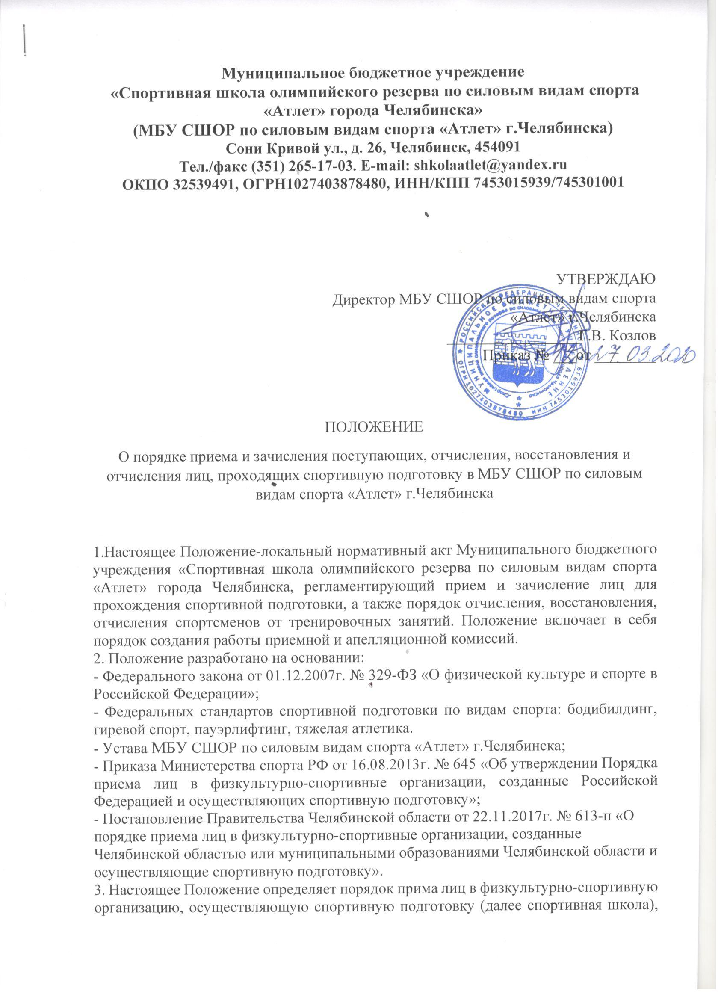 Муниципальное бюджетное учреждение
«Спортивная школа олимпийского резерва по силовым видам спорта
«Атлет» города Челябинска»
(МБУ СШОР по силовым видам спорта «Атлет» г.Челябинска)
Сони Кривой ул., д. 26, Челябинск, 454091
Тел./факс (351) 265-17-03. E-mail: shkolaatlet@yandex.ru
ОКПО 32539491, ОГРН1027403878480, ИНН/КПП 7453015939/745301001
УТВЕРЖДАЮ
Директор МБУ СШОР по силовым видам спорта
«Атлет» г.Челябинска
Г.В. Козлов
Приказ № от 27.03.2020
РОССИЙСКАЯ ФЕДЕРАЦИЯ
ОГРН 1027403878480 ИНН 7453015939
МУНИЦИПАЛЬНОЕ БЮДЖЕТНОЕ УЧРЕЖДЕНИЕ
ПОЛОЖЕНИЕ
О порядке приема и зачисления поступающих, отчисления, восстановления и
отчисления лиц, проходящих спортивную подготовку в МБУ СШОР по силовым
видам спорта «Атлет» г.Челябинска
1.Настоящее Положение-локальный нормативный акт Муниципального бюджетного
учреждения «Спортивная школа олимпийского резерва по силовым видам спорта
«Атлет» города Челябинска, регламентирующий прием и зачисление лиц для
прохождения спортивной подготовки, а также порядок отчисления, восстановления,
отчисления спортсменов от тренировочных занятий. Положение включает в себя
порядок создания работы приемной и апелляционной комиссий.
2. Положение разработано на основании:
- Федерального закона от 01.12.2007г. № 329-ФЗ «О физической культуре и спорте в
Российской Федерации»;
- Федеральных стандартов спортивной подготовки по видам спорта: бодибилдинг,
гиревой спорт, пауэрлифтинг, тяжелая атлетика.
- Устава МБУ СШОР по силовым видам спорта «Атлет» г.Челябинска;
- Приказа Министерства спорта РФ от 16.08.2013г. № 645 «Об утверждении Порядка
приема лиц в физкультурно-спортивные организации, созданные Российской
Федерацией и осуществляющих спортивную подготовку»;
- Постановление Правительства Челябинской области от 22.11.2017г. № 613-п «О
порядке приема лиц в физкультурно-спортивные организации, созданные
Челябинской областью или муниципальными образованиями Челябинской области и
осуществляющие спортивную подготовку».
3. Настоящее Положение определяет порядок прима лиц в физкультурно-спортивную
организацию, осуществляющую спортивную подготовку (далее спортивная школа),